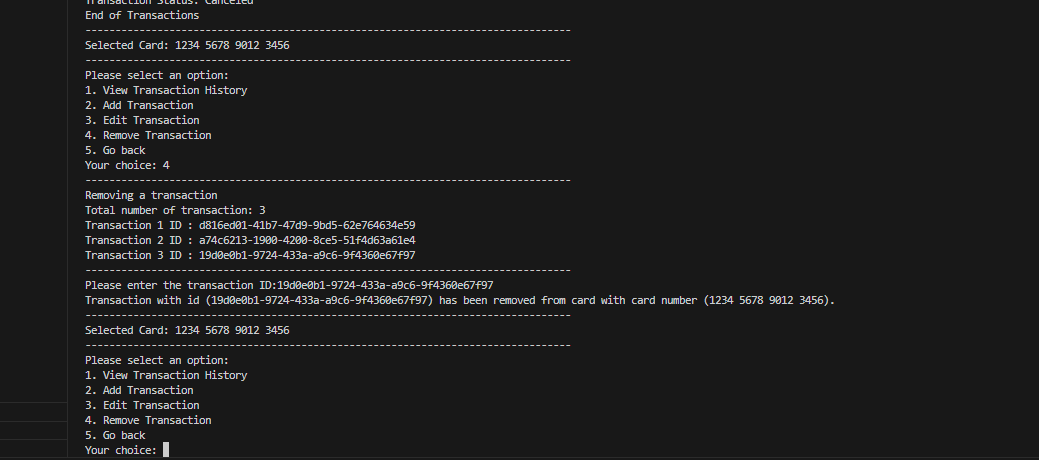 Transaction Status: Canceled
End of Transactions
---------------------------------------------------------------------------------
Selected Card: 1234 5678 9012 3456
---------------------------------------------------------------------------------
Please select an option:
1. View Transaction History
2. Add Transaction
3. Edit Transaction
4. Remove Transaction
5. Go back
Your choice: 4
---------------------------------------------------------------------------------
Removing a transaction
Total number of transaction: 3
Transaction 1 ID : d816ed01-41b7-47d9-9bd5-62e764634e59
Transaction 2 ID : a74c6213-1900-4200-8ce5-51f4d63a61e4
Transaction 3 ID : 19d0e0b1-9724-433a-a9c6-9f4360e67f97
---------------------------------------------------------------------------------
Please enter the transaction ID:19d0e0b1-9724-433a-a9c6-9f4360e67f97
Transaction with id (19d0e0b1-9724-433a-a9c6-9f4360e67f97) has been removed from card with card number (1234 5678 9012 3456).
---------------------------------------------------------------------------------
Selected Card: 1234 5678 9012 3456
---------------------------------------------------------------------------------
Please select an option:
1. View Transaction History
2. Add Transaction
3. Edit Transaction
4. Remove Transaction
5. Go back
Your choice: